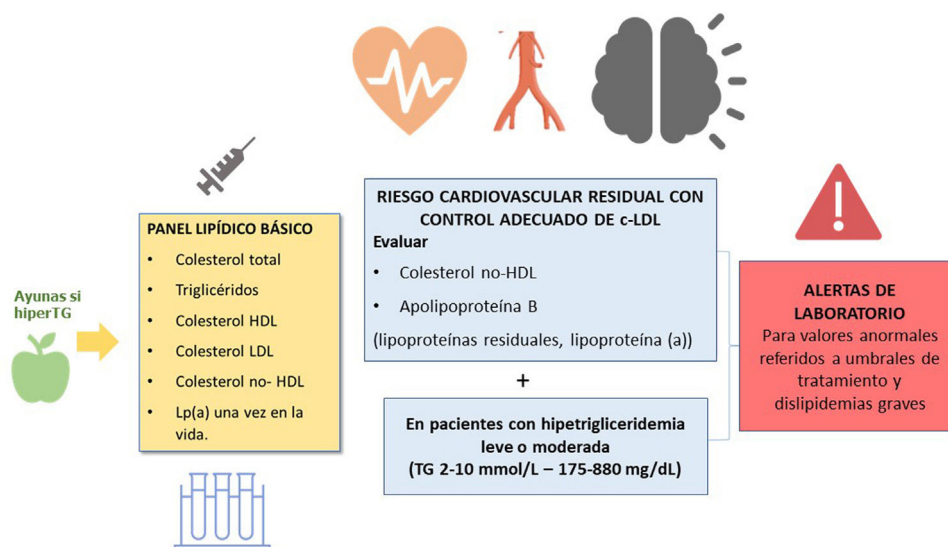 Ayunas si
hiperTG
PANEL LIPÍDICO BÁSICO
• Colesterol total
• Triglicéridos
• Colesterol HDL
• Colesterol LDL
• Colesterol no- HDL
• Lp(a) una vez en la
vida.
RIESGO CARDIOVASCULAR RESIDUAL CON
CONTROL ADECUADO DE c-LDL
Evaluar
• Colesterol no-HDL
• Apolipoproteína B
(lipoproteínas residuales, lipoproteína (a))
+
En pacientes con hipetrigliceridemia
leve o moderada
(TG 2-10 mmol/L – 175-880 mg/dL)
ALERTAS DE
LABORATORIO
Para valores anormales
referidos a umbrales de
tratamiento y
dislipidemias graves